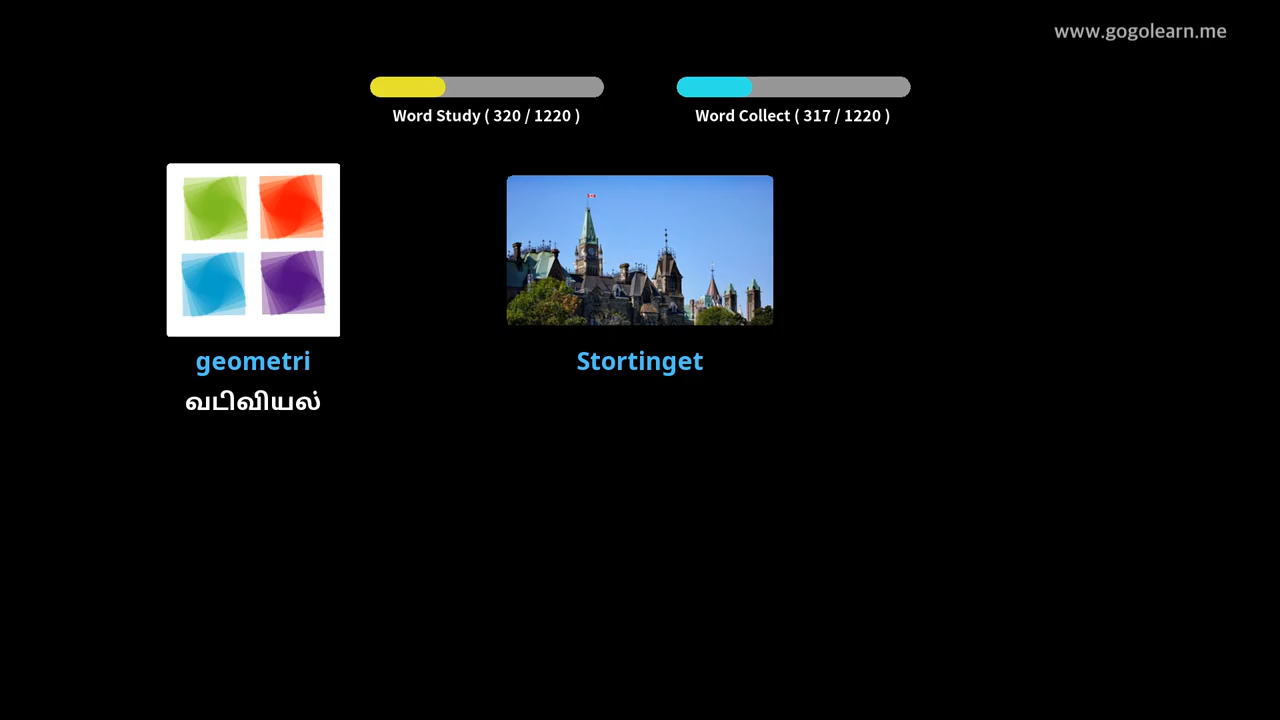 www.gogolearn.me
Word Study ( 320 / 1220 )
Word Collect ( 317 / 1220 )
geometri
வடிவியல்
Stortinget